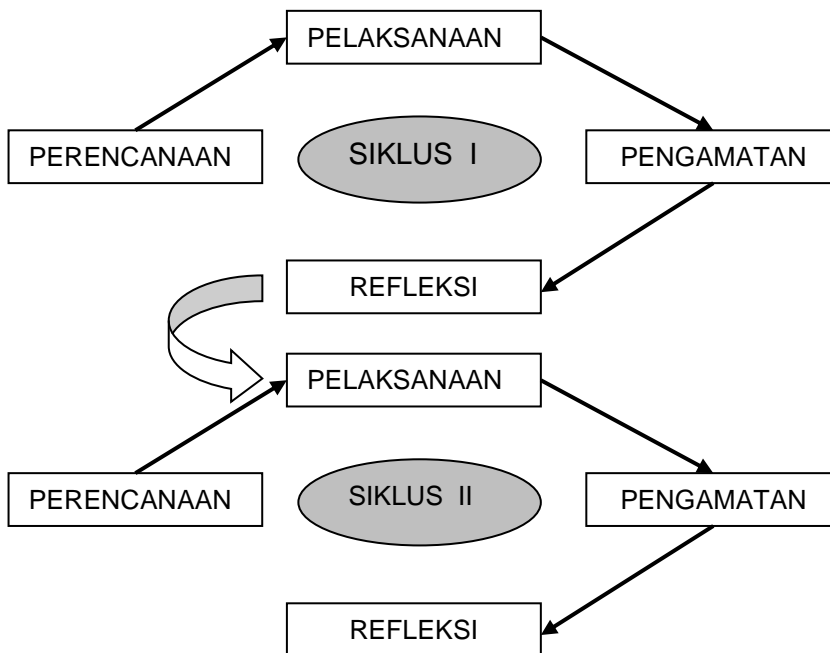 PELAKSANAAN
PERENCANAAN
SIKLUS I
PENGAMATAN
REFLEKSI
PELAKSANAAN
PERENCANAAN
SIKLUS II
PENGAMATAN
REFLEKSI